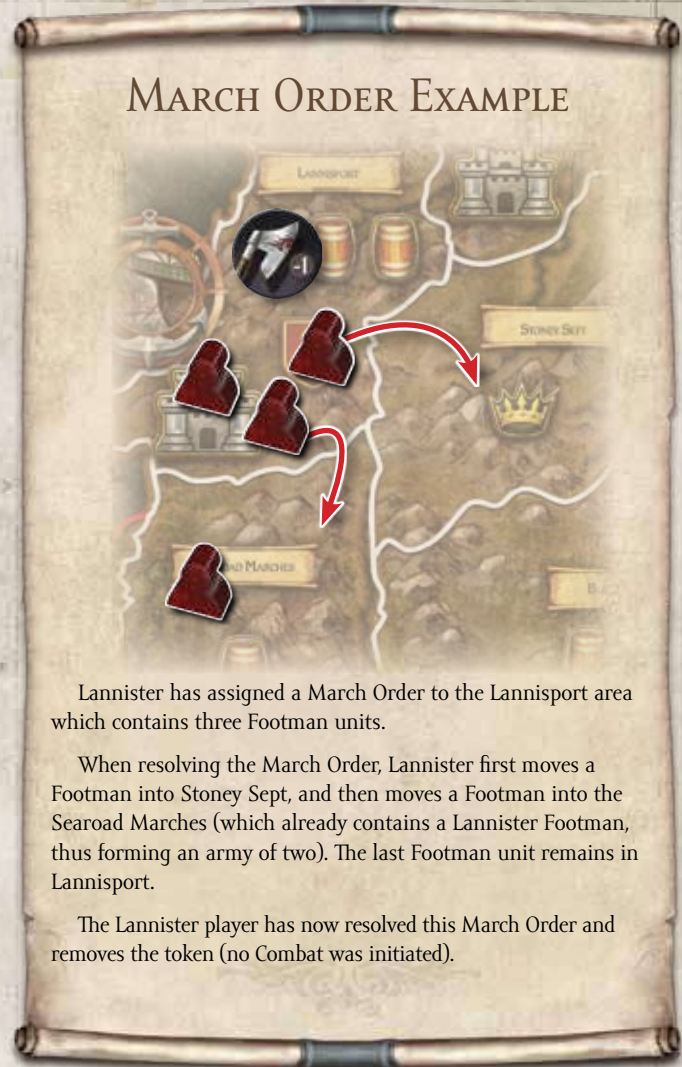 March Order Example
Lannisport
-1
Stoney Sept
Marches
Lannister has assigned a March Order to the Lannisport area
which contains three Footman units.
When resolving the March Order, Lannister first moves a
Footman into Stoney Sept, and then moves a Footman into the
Searoad Marches (which already contains a Lannister Footman,
thus forming an army of two). The last Footman unit remains in
Lannisport.
The Lannister player has now resolved this March Order and
removes the token (no Combat was initiated).